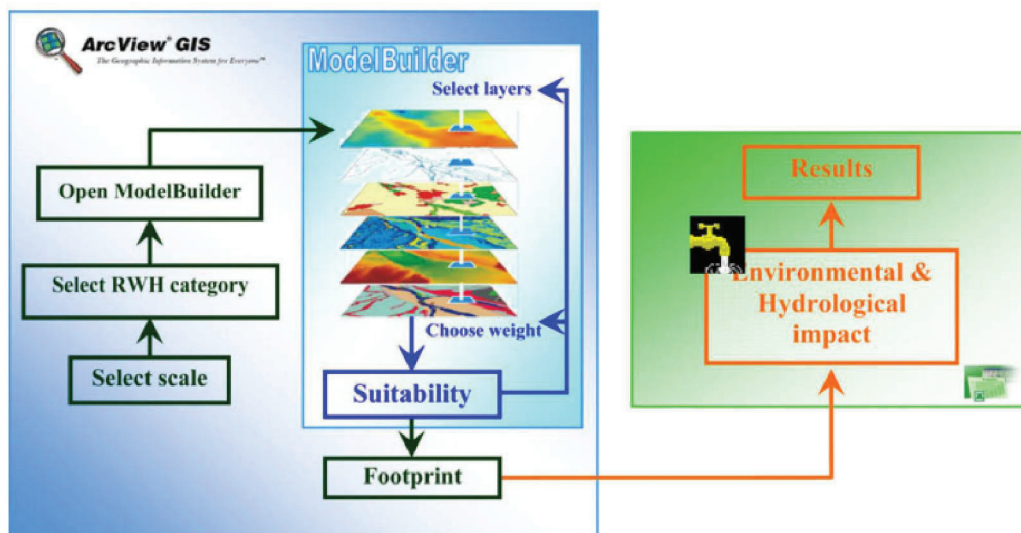 ArcView® GIS
The Geographic Information System for Everyone™
ModelBuilder
Select layers
Open ModelBuilder
Select RWH category
Select scale
Choose weight
Suitability
Footprint
Results
Environmental &
Hydrological
impact